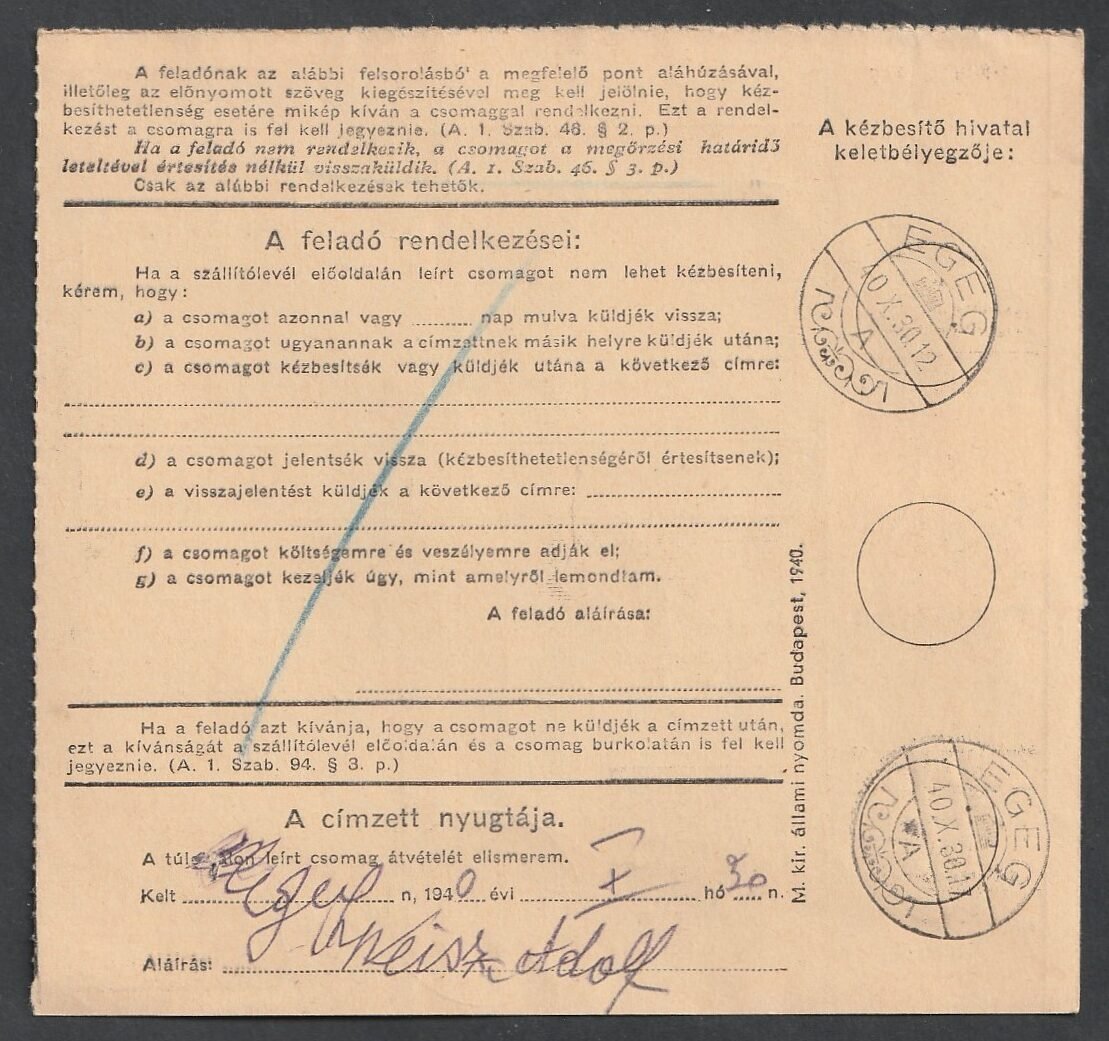 A feladónak az alábbi felsorolásbó' a megfelelő pont aláhúzásával,
illetőleg az előnyomott szöveg kiegészítésével meg kell jelölnie, hogy kéz-
besíthetetlenség esetére mikép kíván a csomaggal rendelkezni. Ezt a rendel-
kezést a csomagra is fel kell jegyeznie. (A. 1. Szab. 48. § 2. p.)
Ha a feladó nem rendelkezik, a csomagot a megőrzési határidő
leteltével értesítés nélkül visszaküldik. (A. 1. Szab. 46. § 3. p.)
Csak az alábbi rendelkezések tehetők.
A feladó rendelkezései:
Ha a szállítólevél előoldalán leírt csomagot nem lehet kézbesíteni,
kérem, hogy:
a) a csomagot azonnal vagy ........ nap mulva küldjék vissza;
b) a csomagot ugyanannak a címzettnek másik helyre küldjék utána;
c) a csomagot kézbesítsék vagy küldjék utána a következő címre:
d) a csomagot jelentsék vissza (kézbesíthetetlenségéről értesítsenek);
e) a visszajelentést küldjék a következő címre:
f) a csomagot költségemre és veszélyemre adják el;
g) a csomagot kezeljék úgy, mint amelyről lemondtam.
A feladó aláírása:
Ha a feladó azt kívánja, hogy a csomagot ne küldjék a címzett után,
ezt a kívánságát a szállítólevél előoldalán és a csomag burkolatán is fel kell
jegyeznie. (A. 1. Szab. 94. § 3. p.)
A címzett nyugtája.
A túl leírt csomag átvételét elismerem.
Kelt n, 1940 évi X hó 30 n.
Aláírás: Weisz Adolf
M. kir. állami nyomda. Budapest, 1940.
A kézbesítő hivatal
keletbélyegzője:
EGEG
40.X.30.12
A
EGEG
40.X.30.17
*A